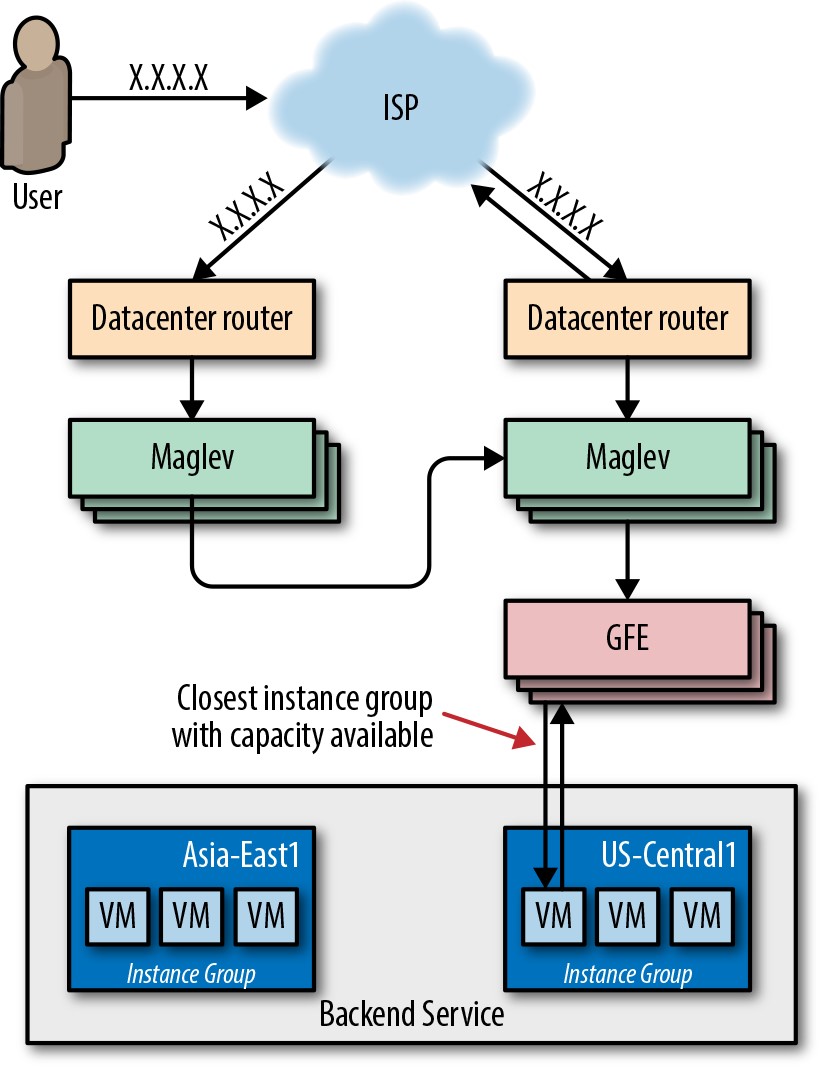 X.X.X.X
ISP
User
X.X.X.X
X.X.X.X
Datacenter router
Datacenter router
Maglev
Maglev
GFE
Closest instance group
with capacity available
Asia-East1
US-Central1
VM VM VM
VM VM VM
Instance Group
Instance Group
Backend Service